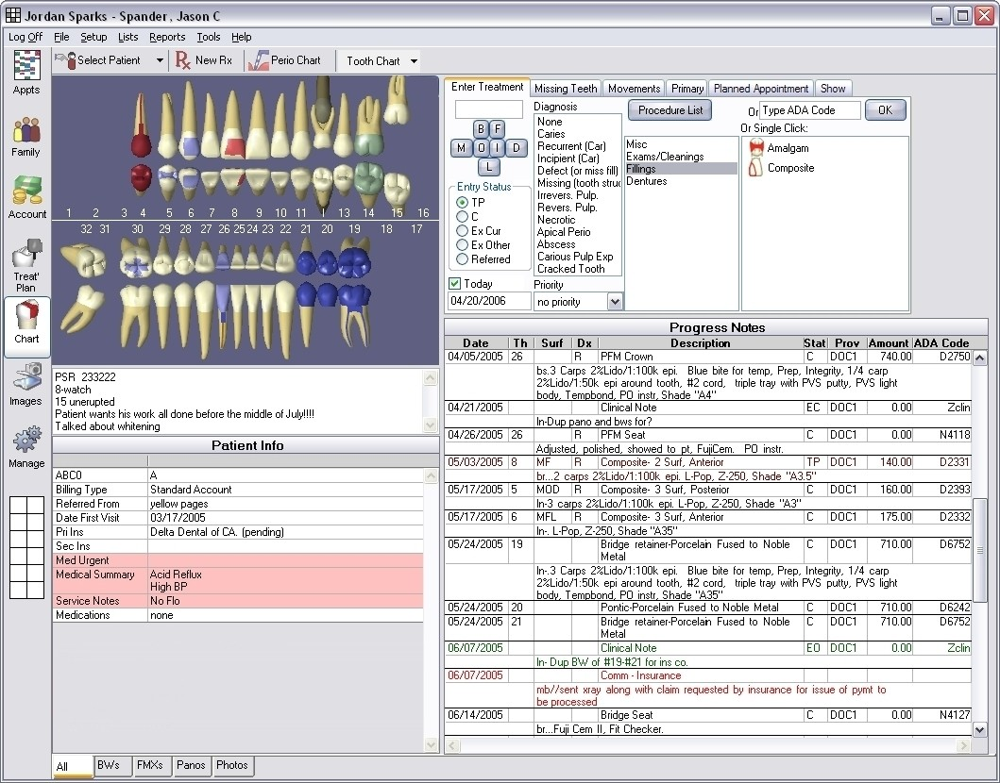 Jordan Sparks - Spander , Jason C
Log Off File Setup Lists Reports Tools Help
Select Patient New Rx Perio Chart Tooth Chart
Appts
Family
Account
Treat'
Plan
Chart
Images
Manage
1 2 3 4 5 6 7 8 9 10 11 12 13 14 15 16
32 31 30 29 28 27 26 25 24 23 22 21 20 19 18 17
PSR 233222
8-watch
15 unerupted
Patient wants his work all done before the middle of July!!!!
Talked about whitening
Patient Info
ABC0 A
Billing Type Standard Account
Referred From yellow pages
Date First Visit 03/17/2005
Pri Ins Delta Dental of CA. (pending)
Sec Ins
Med Urgent
Medical Summary Acid Reflux
High BP
Service Notes No Flo
Medications none
All BWs FMXs Panos Photos
Enter Treatment Missing Teeth Movements Primary Planned Appointment Show
B F
M O I D
L
Entry Status
TP
C
Ex Cur
Ex Other
Referred
Today
04/20/2006
Diagnosis
None
Caries
Recurrent (Car)
Incipient (Car)
Defect (or miss fill)
Missing (tooth struc
Irrevers. Pulp.
Revers. Pulp.
Necrotic
Apical Perio
Abscess
Carious Pulp Exp
Cracked Tooth
Priority
no priority
Procedure List
Misc
Exams/Cleanings
Fillings
Dentures
Or Type ADA Code OK
Or Single Click:
Amalgam
Composite
Progress Notes
Date Th Surf Dx Description Stat Prov Amount ADA Code
04/05/2005 26 R PFM Crown C DOC1 740.00 D2750
bs.3 Carps 2%Lido/1:100k epi. Blue bite for temp, Prep, Integrity, 1/4 carp
2%Lido/1:50k epi around tooth, #2 cord, triple tray with PVS putty, PVS light
body, Tempbond, PO instr, Shade "A4"
04/21/2005 Clinical Note EC DOC1 0.00 Zclin
In-Dup pano and bws for?
04/26/2005 26 R PFM Seat C DOC1 0.00 N4118
Adjusted, polished, showed to pt, FujiCem. PO instr.
05/03/2005 8 MF R Composite- 2 Surf, Anterior TP DOC1 140.00 D2331
br...2 carps 2%Lido/1:100k epi. L-Pop, Z-250, Shade "A3.5"
05/17/2005 5 MOD R Composite- 3 Surf, Posterior C DOC1 160.00 D2393
In-3 carps 2%Lido/1:100k epi. L-Pop, Z-250, Shade "A3"
05/17/2005 6 MFL R Composite- 3 Surf, Anterior C DOC1 175.00 D2332
In-. L-Pop, Z-250, Shade "A35"
05/24/2005 19 Bridge retainer-Porcelain Fused to Noble C DOC1 710.00 D6752
Metal
In-.3 Carps 2%Lido/1:100k epi. Blue bite for temp, Prep, Integrity, 1/4 carp
2%Lido/1:50k epi around tooth, #2 cord, triple tray with PVS putty, PVS light
body, Tempbond, PO instr, Shade "A35"
05/24/2005 20 Pontic-Porcelain Fused to Noble Metal C DOC1 710.00 D6242
05/24/2005 21 Bridge retainer-Porcelain Fused to Noble C DOC1 710.00 D6752
Metal
06/07/2005 Clinical Note EO DOC1 0.00 Zclin
In- Dup BW of #19-#21 for ins co.
06/07/2005 Comm - Insurance
mb//sent xray along with claim requested by insurance for issue of pymt to
be processed
06/14/2005 Bridge Seat C DOC1 0.00 N4127
br...Fuji Cem II, Fit Checker.